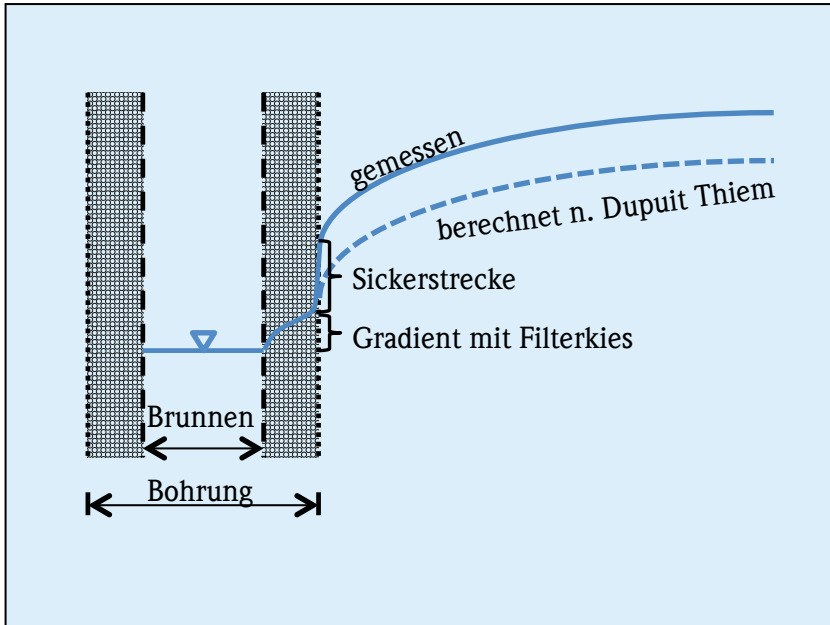 gemessen
berechnet n. Dupuit Thiem
Sickerstrecke
Gradient mit Filterkies
Brunnen
Bohrung